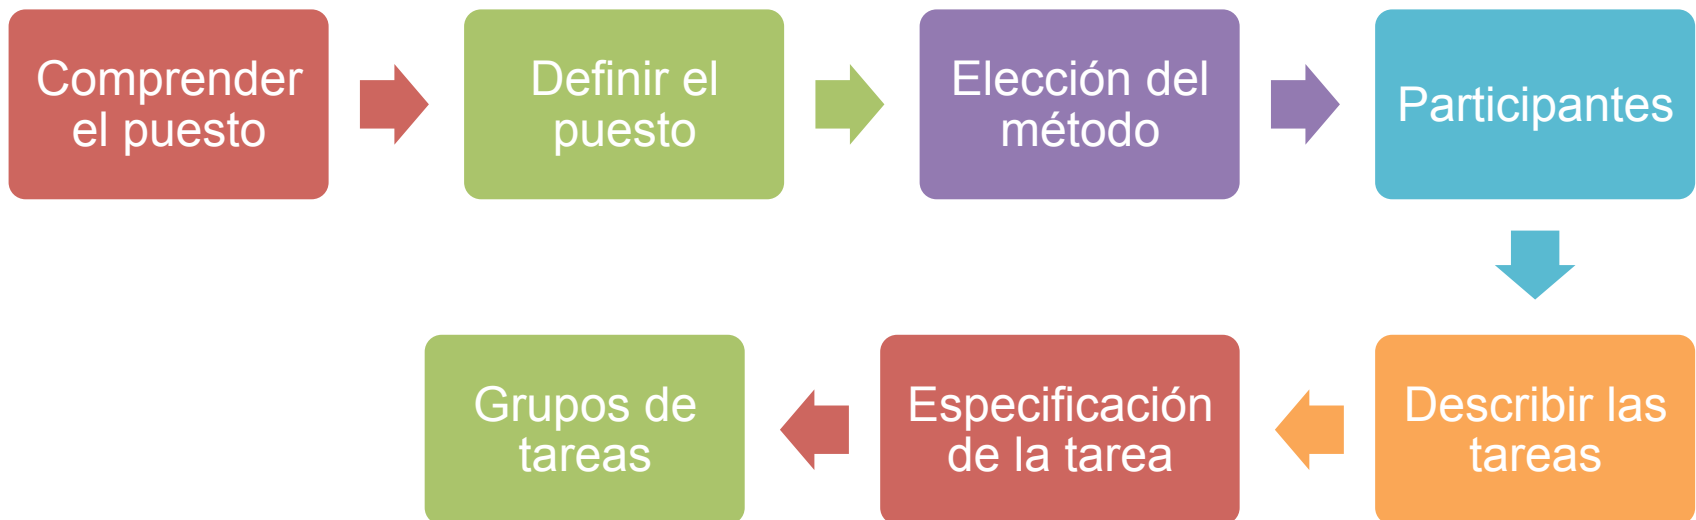 Comprender
el puesto
Definir el
puesto
Elección del
método
Participantes
Describir las
tareas
Especificación
de la tarea
Grupos de
tareas